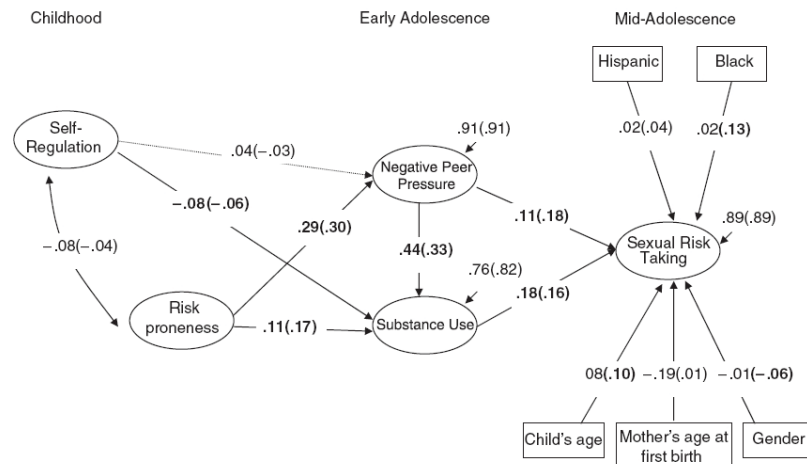 Childhood
Early Adolescence
Mid-Adolescence
Hispanic
Black
Self-
Regulation
.04(−.03)
.91(.91)
.02(.04)
.02(.13)
Negative Peer
Pressure
−.08(−.06)
.29(.30)
.11(.18)
.89(.89)
Sexual Risk
Taking
−.08(−.04)
.44(.33)
.76(.82)
.18(.16)
Risk
proneness
.11(.17)
Substance Use
08(.10)
−.19(.01)
−.01(−.06)
Child's age
Mother's age at
first birth
Gender